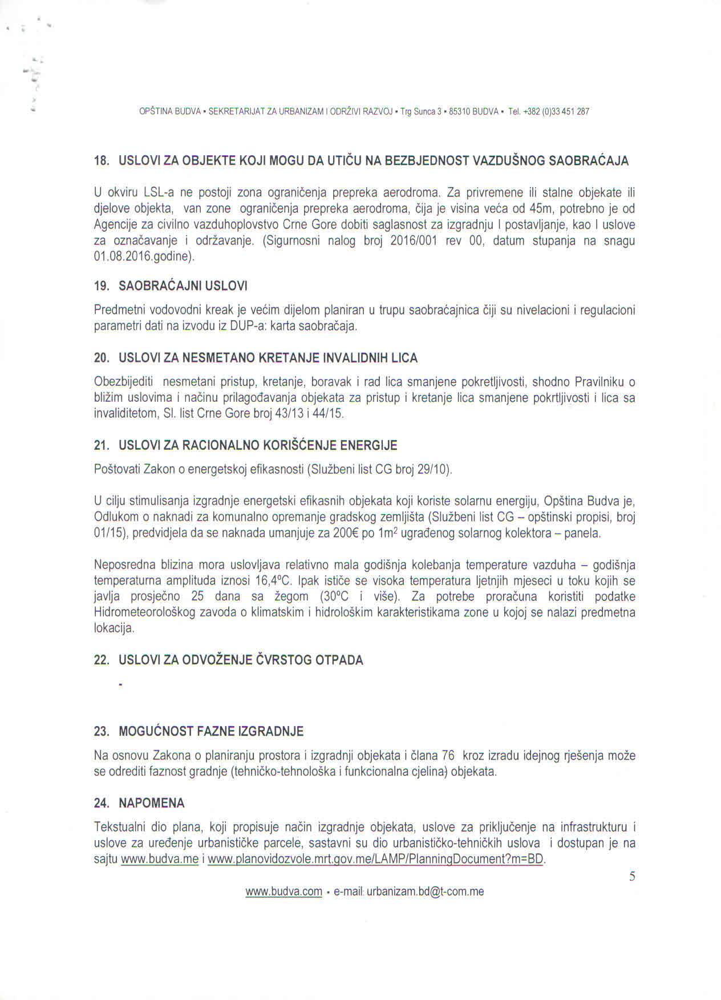 OPŠTINA BUDVA ▪ SEKRETARIJAT ZA URBANIZAM I ODRŽIVI RAZVOJ ▪ Trg Sunca 3 ▪ 85310 BUDVA ▪ Tel. +382 (0)33 451 287
18. USLOVI ZA OBJEKTE KOJI MOGU DA UTIČU NA BEZBJEDNOST VAZDUŠNOG SAOBRAĆAJA
U okviru LSL-a ne postoji zona ograničenja prepreka aerodroma. Za privremene ili stalne objekate ili
djelove objekta, van zone ograničenja prepreka aerodroma, čija je visina veća od 45m, potrebno je od
Agencije za civilno vazduhoplovstvo Crne Gore dobiti saglasnost za izgradnju I postavljanje, kao I uslove
za označavanje i održavanje. (Sigurnosni nalog broj 2016/001 rev 00, datum stupanja na snagu
01.08.2016.godine).
19. SAOBRAĆAJNI USLOVI
Predmetni vodovodni kreak je većim dijelom planiran u trupu saobraćajnica čiji su nivelacioni i regulacioni
parametri dati na izvodu iz DUP-a: karta saobračaja.
20. USLOVI ZA NESMETANO KRETANJE INVALIDNIH LICA
Obezbijediti nesmetani pristup, kretanje, boravak i rad lica smanjene pokretljivosti, shodno Pravilniku o
bližim uslovima i načinu prilagođavanja objekata za pristup i kretanje lica smanjene pokrtljivosti i lica sa
invaliditetom, Sl. list Crne Gore broj 43/13 i 44/15.
21. USLOVI ZA RACIONALNO KORIŠĆENJE ENERGIJE
Poštovati Zakon o energetskoj efikasnosti (Službeni list CG broj 29/10).
U cilju stimulisanja izgradnje energetski efikasnih objekata koji koriste solarnu energiju, Opština Budva je,
Odlukom o naknadi za komunalno opremanje gradskog zemljišta (Službeni list CG – opštinski propisi, broj
01/15), predvidjela da se naknada umanjuje za 200€ po 1m² ugrađenog solarnog kolektora – panela.
Neposredna blizina mora uslovljava relativno mala godišnja kolebanja temperature vazduha – godišnja
temperaturna amplituda iznosi 16,4ºC. Ipak ističe se visoka temperatura ljetnjih mjeseci u toku kojih se
javlja prosječno 25 dana sa žegom (30ºC i više). Za potrebe proračuna koristiti podatke
Hidrometeorološkog zavoda o klimatskim i hidrološkim karakteristikama zone u kojoj se nalazi predmetna
lokacija.
22. USLOVI ZA ODVOŽENJE ČVRSTOG OTPADA
-
23. MOGUĆNOST FAZNE IZGRADNJE
Na osnovu Zakona o planiranju prostora i izgradnji objekata i člana 76 kroz izradu idejnog rješenja može
se odrediti faznost gradnje (tehničko-tehnološka i funkcionalna cjelina) objekata.
24. NAPOMENA
Tekstualni dio plana, koji propisuje način izgradnje objekata, uslove za priključenje na infrastrukturu i
uslove za uređenje urbanističke parcele, sastavni su dio urbanističko-tehničkih uslova i dostupan je na
sajtu www.budva.me i www.planovidozvole.mrt.gov.me/LAMP/PlanningDocument?m=BD.
5
www.budva.com ▪ e-mail: urbanizam.bd@t-com.me